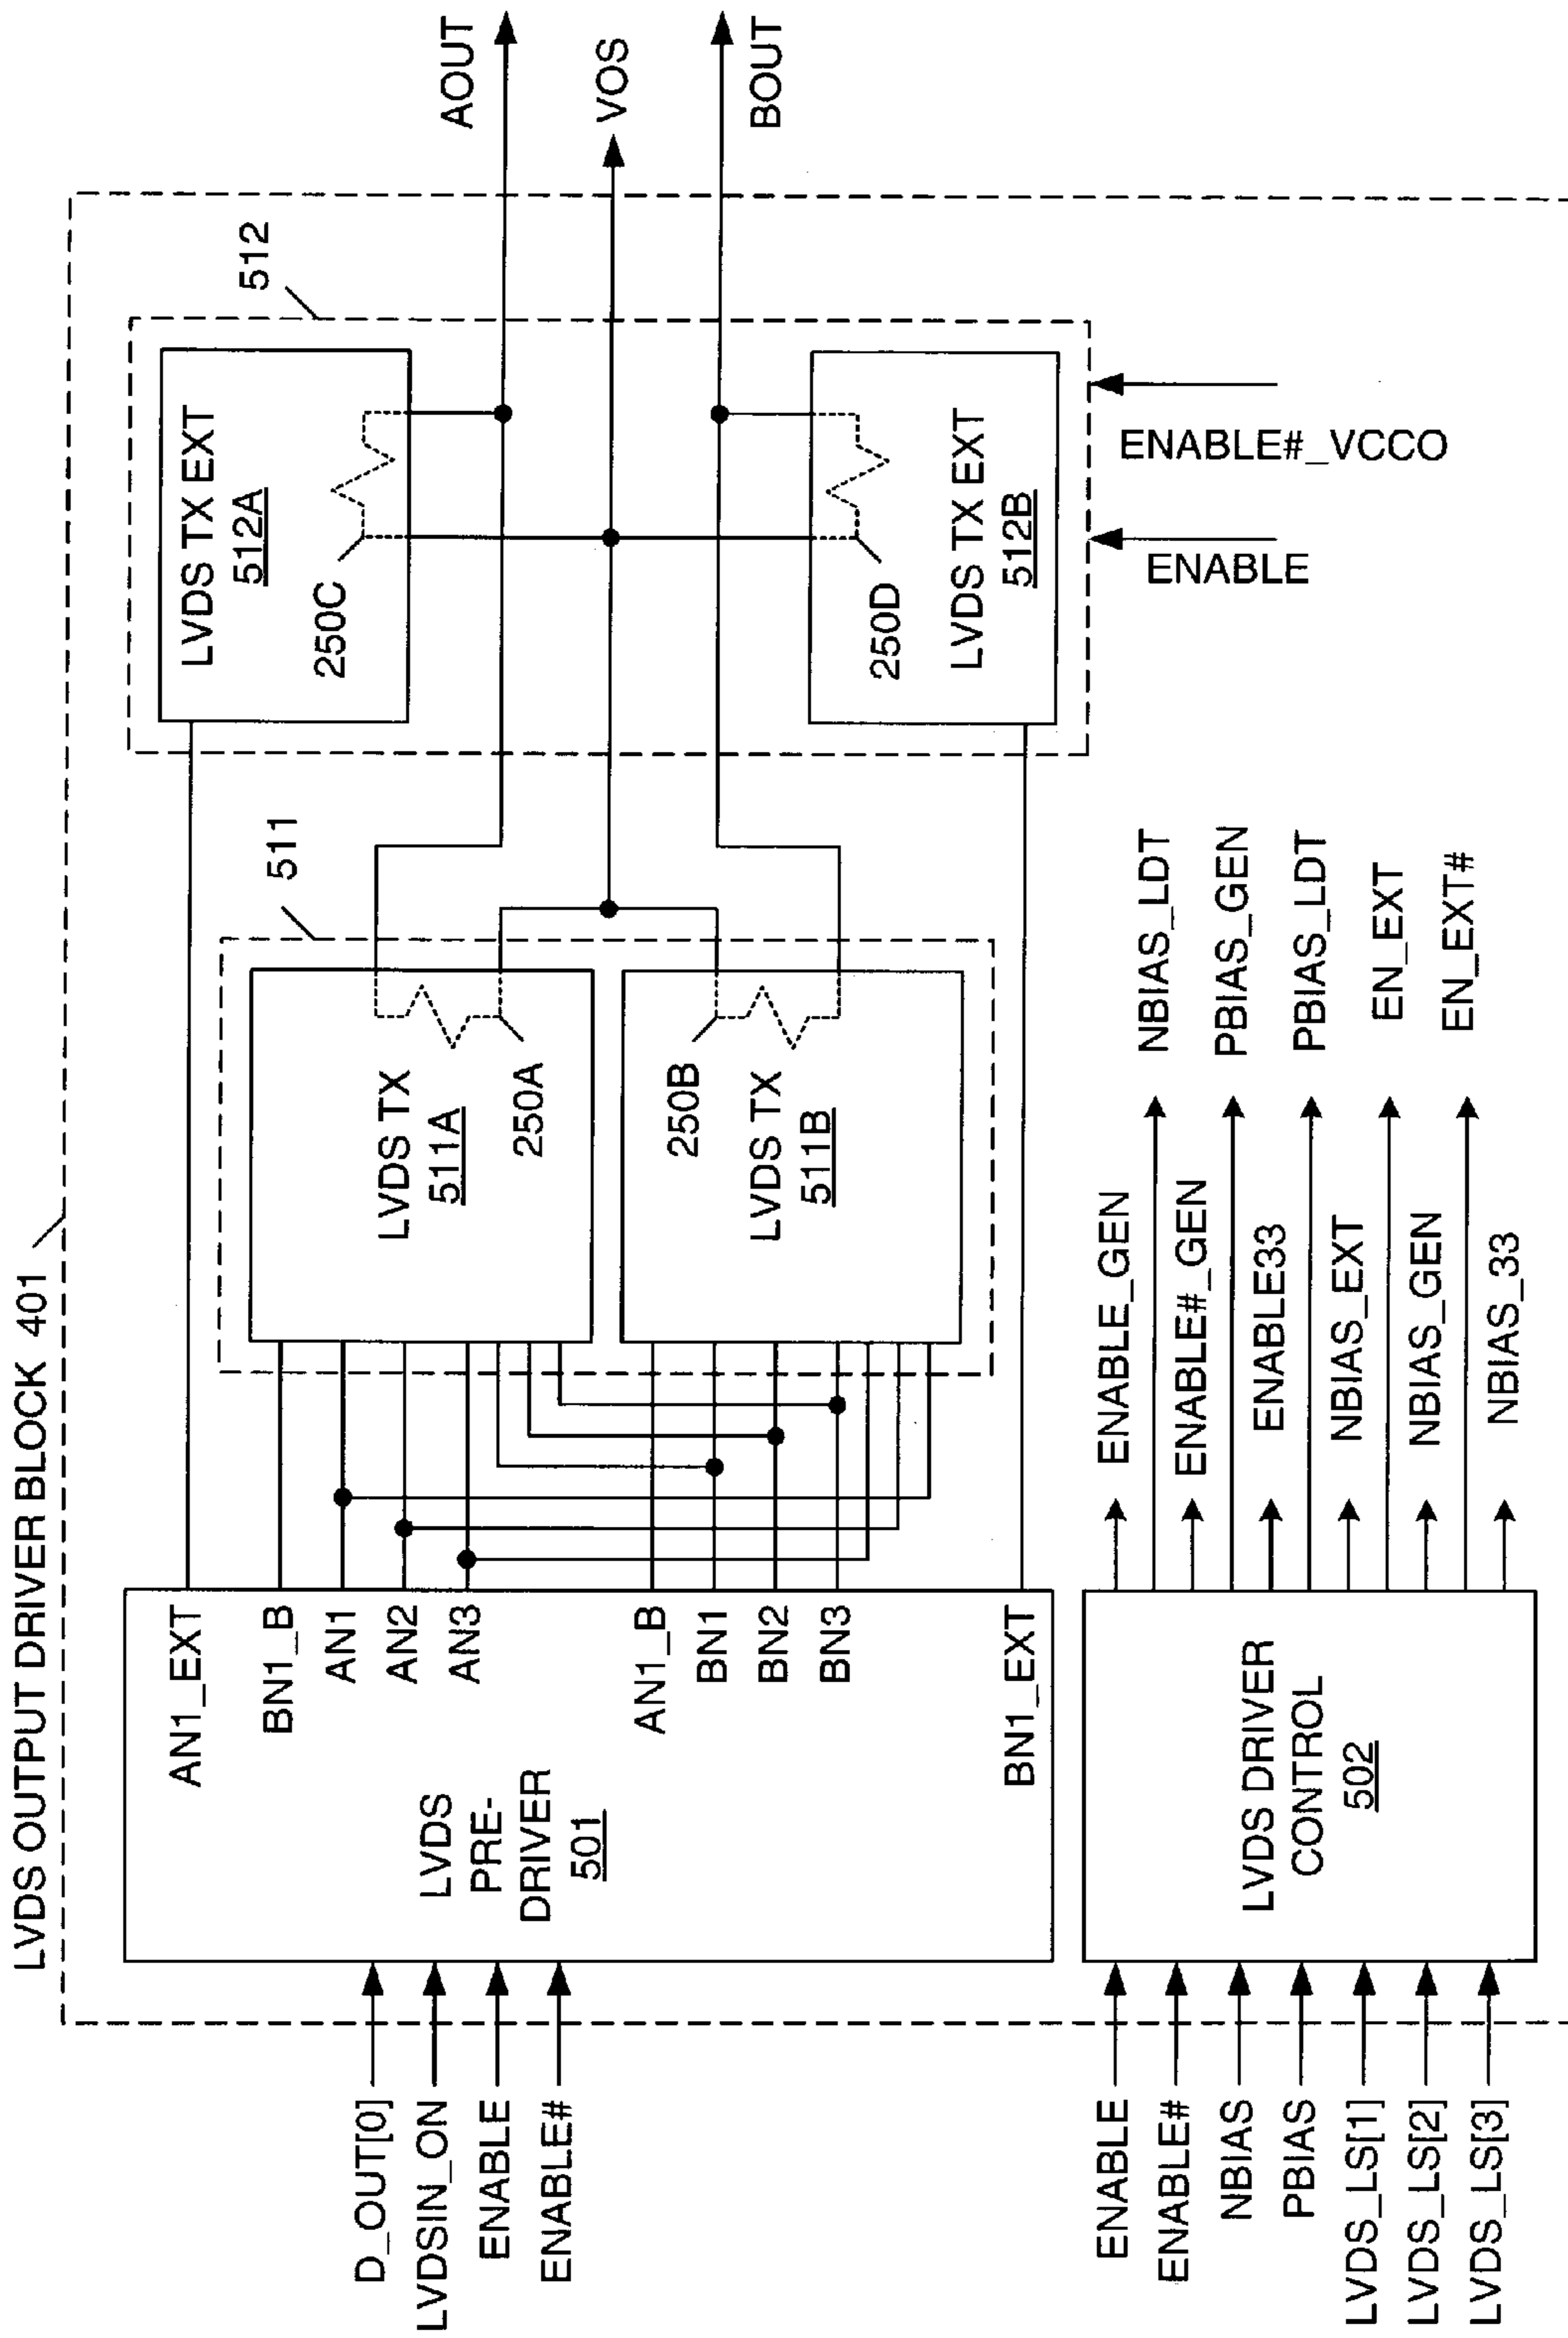 LVDS OUTPUT DRIVER BLOCK 401
D_OUT[0]
LVDSIN_ON
ENABLE
ENABLE#
LVDS
PRE-
DRIVER
501
AN1_EXT
BN1_B
AN1
AN2
AN3
AN1_B
BN1
BN2
BN3
BN1_EXT
511
LVDS TX
511A
250A
250B
LVDS TX
511B
512
LVDS TX EXT
512A
250C
250D
LVDS TX EXT
512B
AOUT
VOS
BOUT
ENABLE
ENABLE#_VCCO
ENABLE
ENABLE#
NBIAS
PBIAS
LVDS_LS[1]
LVDS_LS[2]
LVDS_LS[3]
LVDS DRIVER
CONTROL
502
ENABLE_GEN
NBIAS_LDT
ENABLE#_GEN
PBIAS_GEN
ENABLE33
PBIAS_LDT
NBIAS_EXT
EN_EXT
NBIAS_GEN
EN_EXT#
NBIAS_33